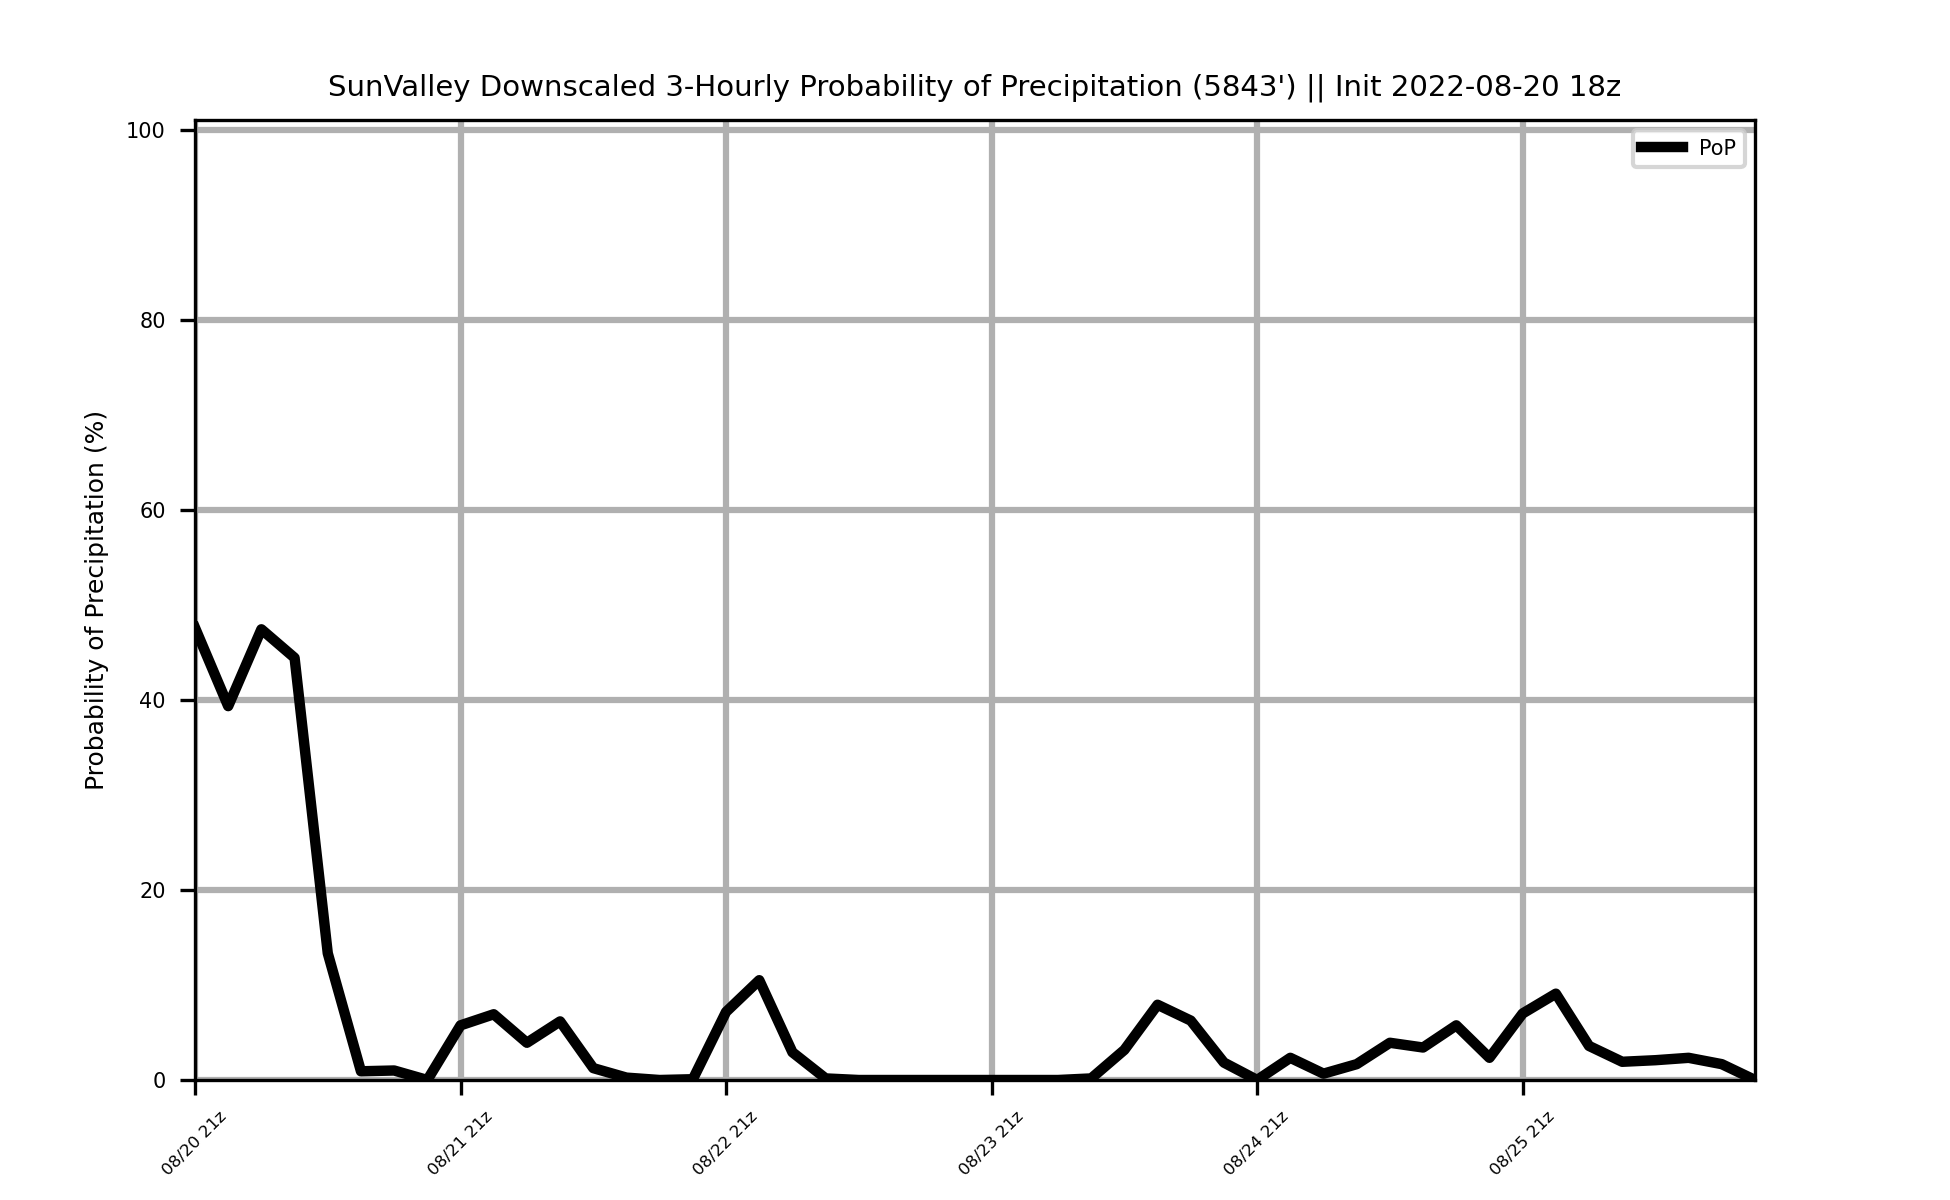 SunValley Downscaled 3-Hourly Probability of Precipitation (5843') || Init 2022-08-20 18z
PoP
Probability of Precipitation (%)
100
80
60
40
20
0
08/20 21z
08/21 21z
08/22 21z
08/23 21z
08/24 21z
08/25 21z